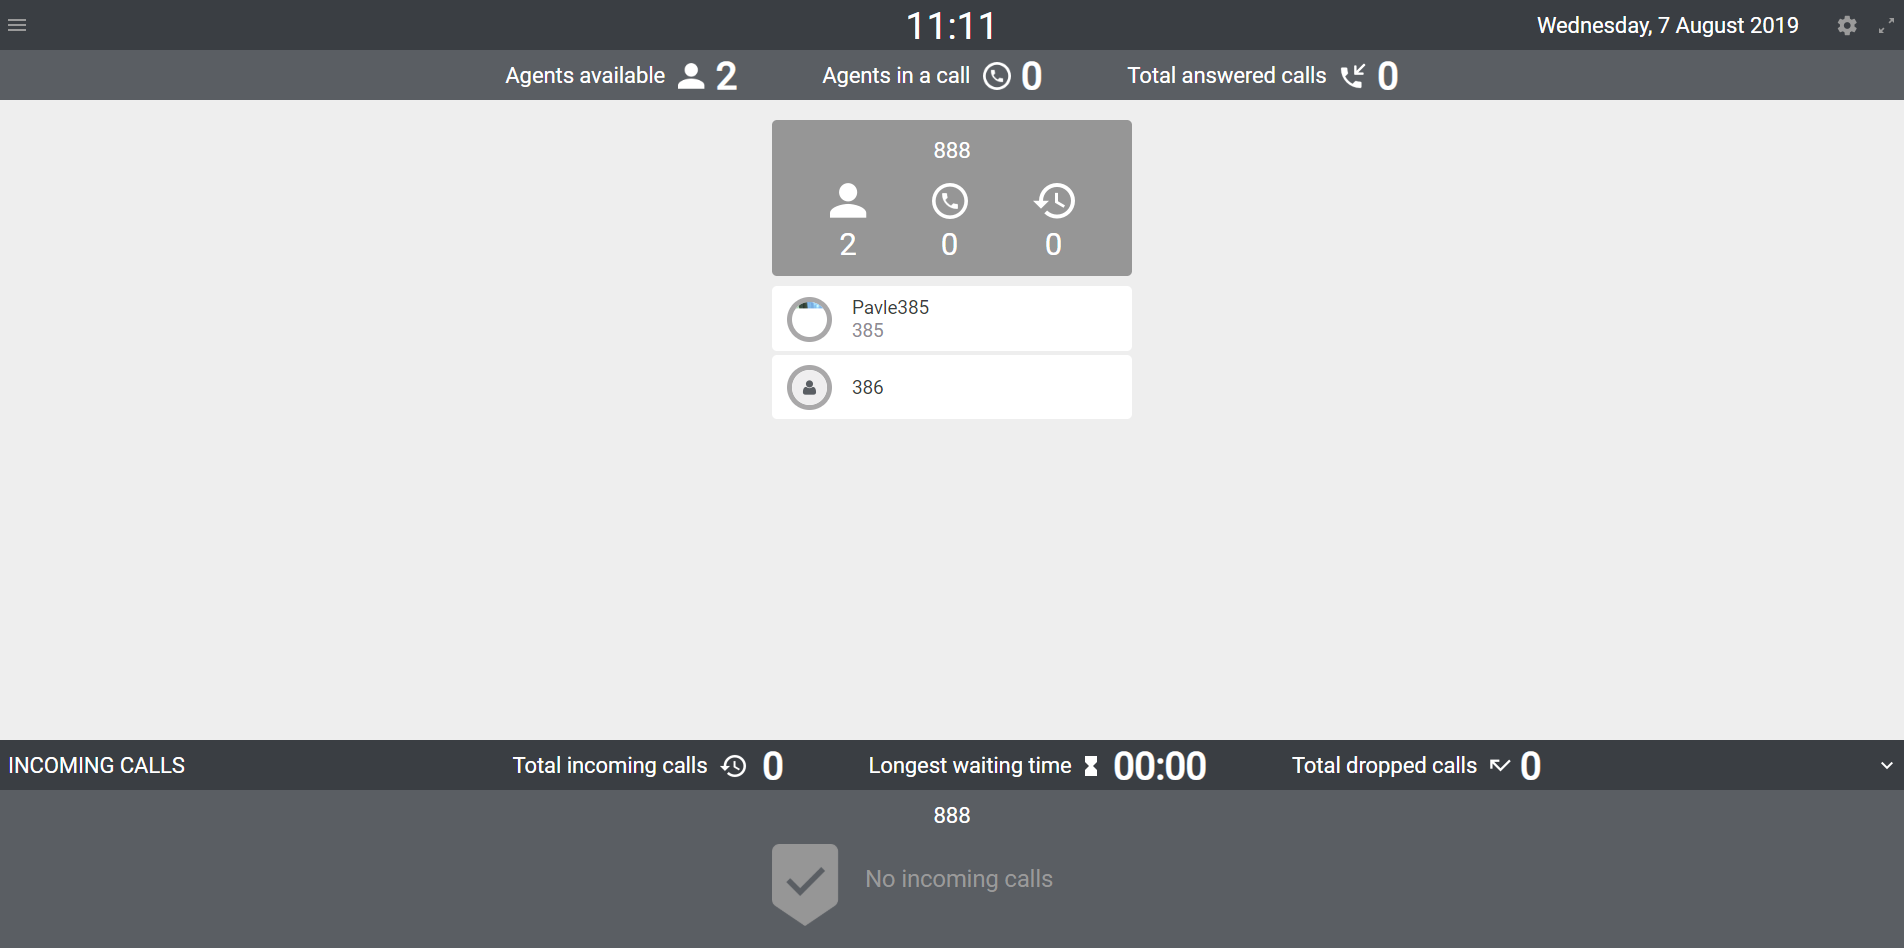 11:11
Wednesday, 7 August 2019
Agents available 2
Agents in a call 0
Total answered calls 0
888
2 0 0
Pavle385
385
386
INCOMING CALLS
Total incoming calls 0
Longest waiting time 00:00
Total dropped calls 0
888
No incoming calls